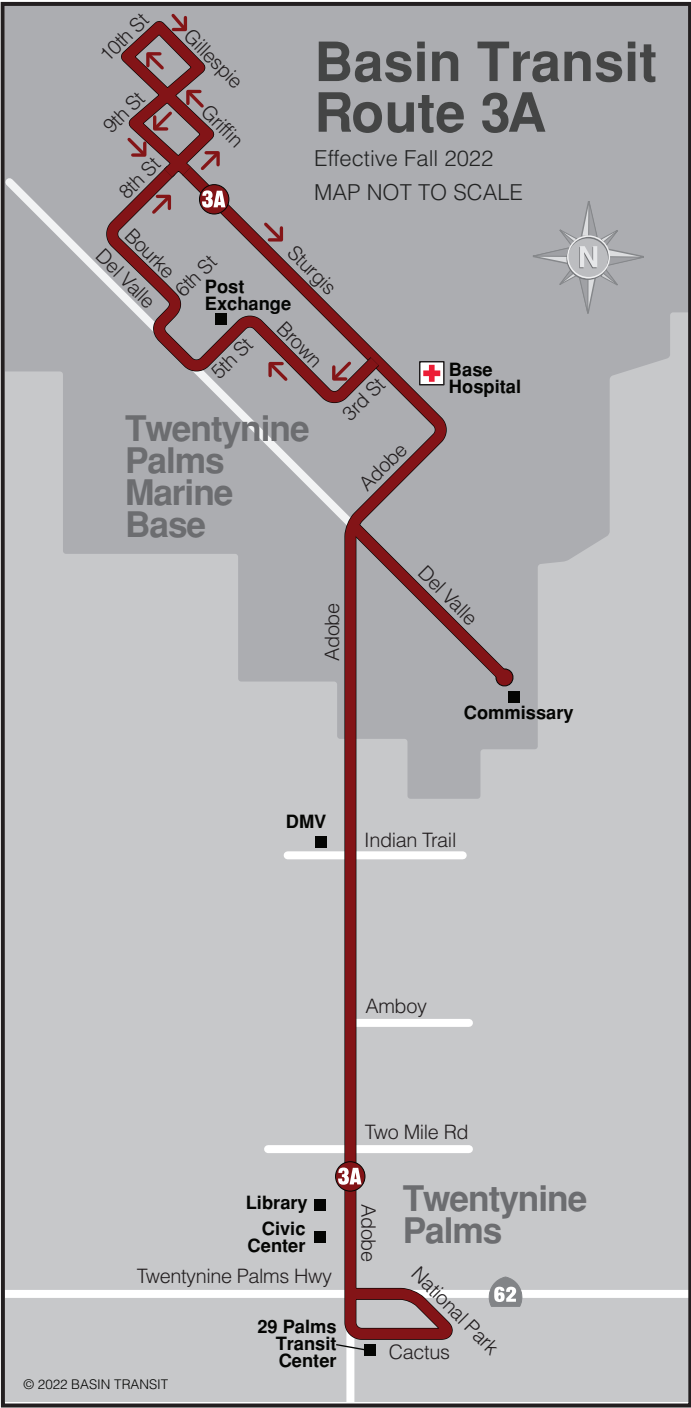 Basin Transit
Route 3A
Effective Fall 2022
MAP NOT TO SCALE
N
10th St
Gillespie
9th St
Griffin
8th St
3A
Sturgis
Bourke
Del Valle
6th St
Post
Exchange
Brown
5th St
3rd St
Base
Hospital
Twentynine
Palms
Marine
Base
Adobe
Del Valle
Adobe
Commissary
DMV
Indian Trail
Amboy
Two Mile Rd
3A
Library
Civic
Center
Adobe
Twentynine
Palms
Twentynine Palms Hwy
National Park
62
29 Palms
Transit
Center
Cactus
© 2022 BASIN TRANSIT